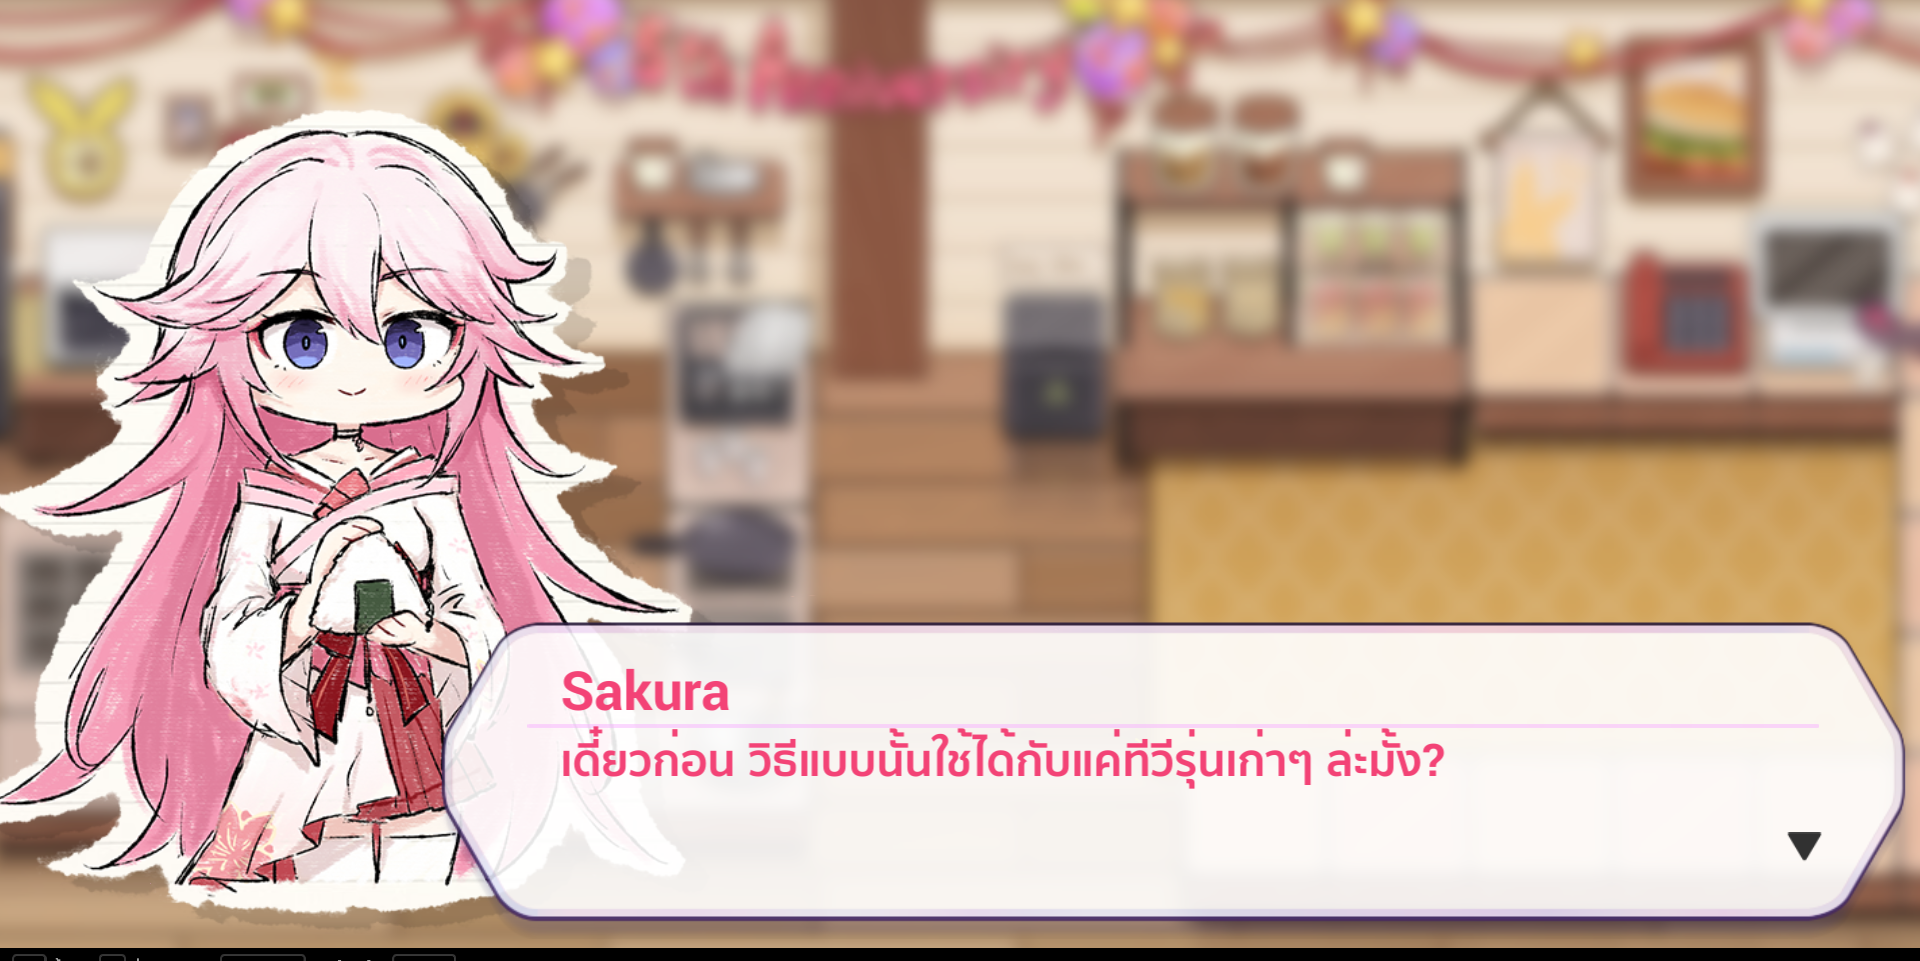 Anniversary
Sakura
เดี๋ยวก่อน วิธีแบบนั้นใช้ได้กับแค่ทีวีรุ่นเก่าๆ ล่ะมั้ง?